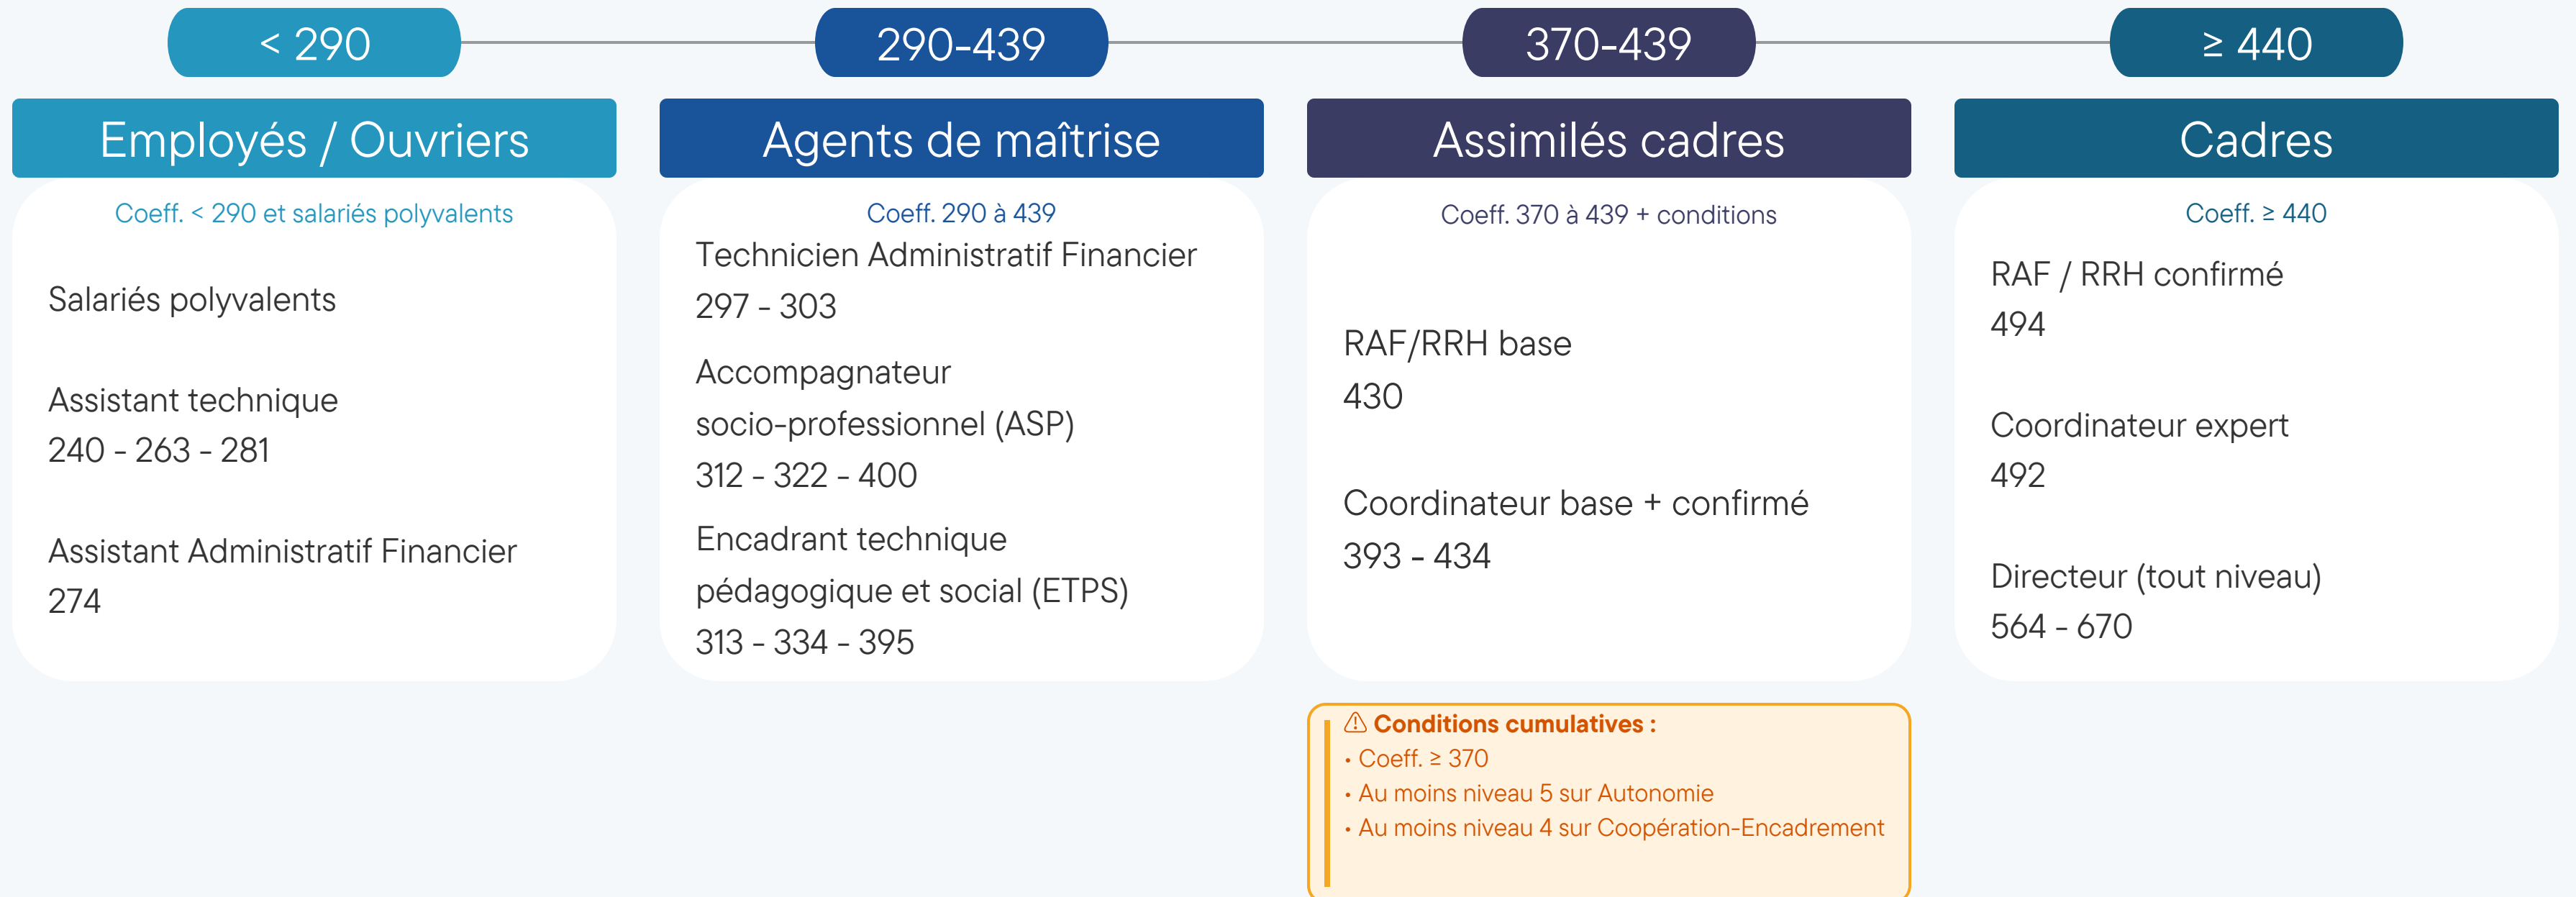 < 290
290-439
370-439
≥ 440
Employés / Ouvriers
Coeff. < 290 et salariés polyvalents
Salariés polyvalents
Assistant technique
240 - 263 - 281
Assistant Administratif Financier
274
Agents de maîtrise
Coeff. 290 à 439
Technicien Administratif Financier
297 - 303
Accompagnateur
socio-professionnel (ASP)
312 - 322 - 400
Encadrant technique
pédagogique et social (ETPS)
313 - 334 - 395
Assimilés cadres
Coeff. 370 à 439 + conditions
RAF/RRH base
430
Coordinateur base + confirmé
393 - 434
⚠ Conditions cumulatives :
• Coeff. ≥ 370
• Au moins niveau 5 sur Autonomie
• Au moins niveau 4 sur Coopération-Encadrement
Cadres
Coeff. ≥ 440
RAF / RRH confirmé
494
Coordinateur expert
492
Directeur (tout niveau)
564 - 670